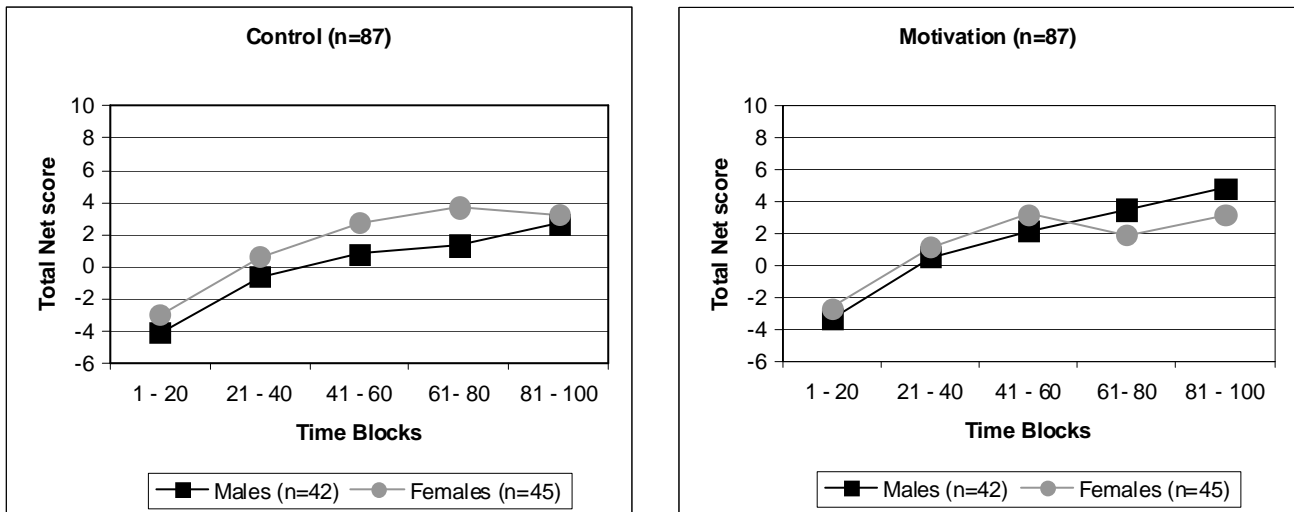 Control (n=87)
Total Net score
10
8
6
4
2
0
-2
-4
-6
1 - 20 21 - 40 41 - 60 61- 80 81 - 100
Time Blocks
Males (n=42) Females (n=45)
Motivation (n=87)
Total Net score
10
8
6
4
2
0
-2
-4
-6
1 - 20 21 - 40 41 - 60 61- 80 81 - 100
Time Blocks
Males (n=42) Females (n=45)